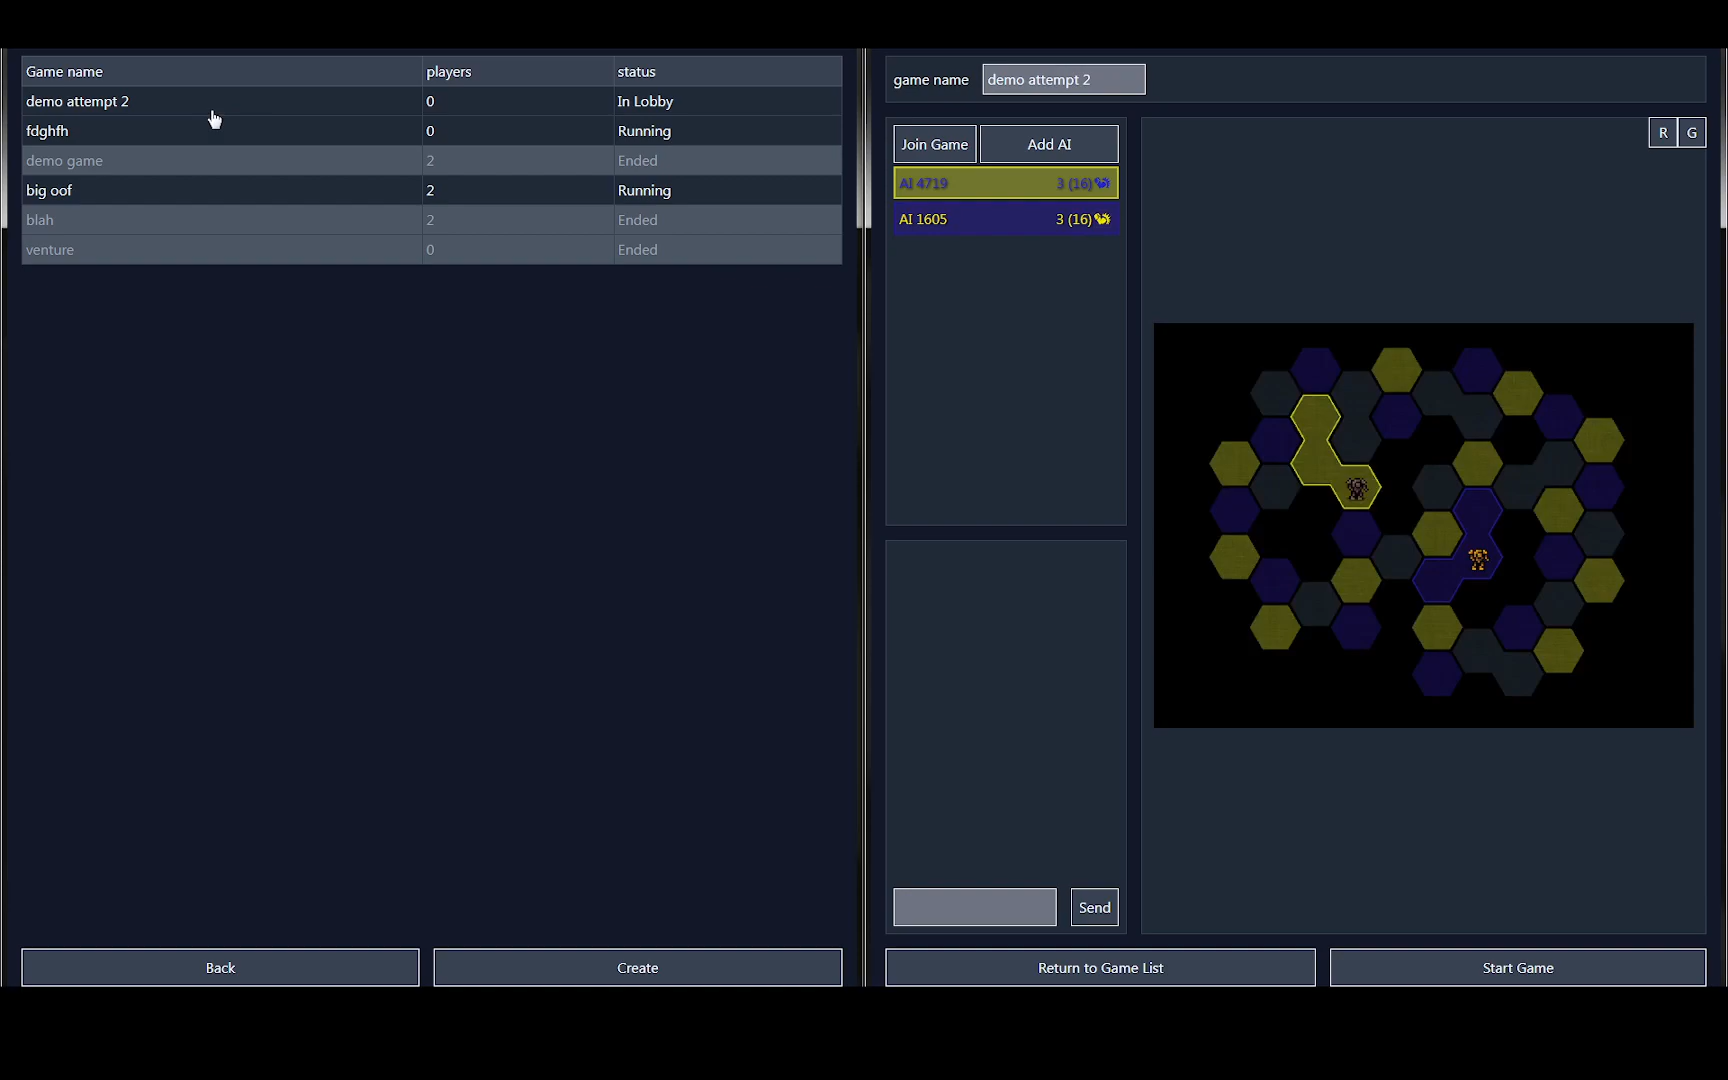 Game name players status
demo attempt 2 0 In Lobby
fdghfh 0 Running
demo game 2 Ended
big oof 2 Running
blah 2 Ended
venture 0 Ended
Back Create
game name demo attempt 2
Join Game Add AI
AI 4719 3 (16)
AI 1605 3 (16)
R G
Send
Return to Game List Start Game